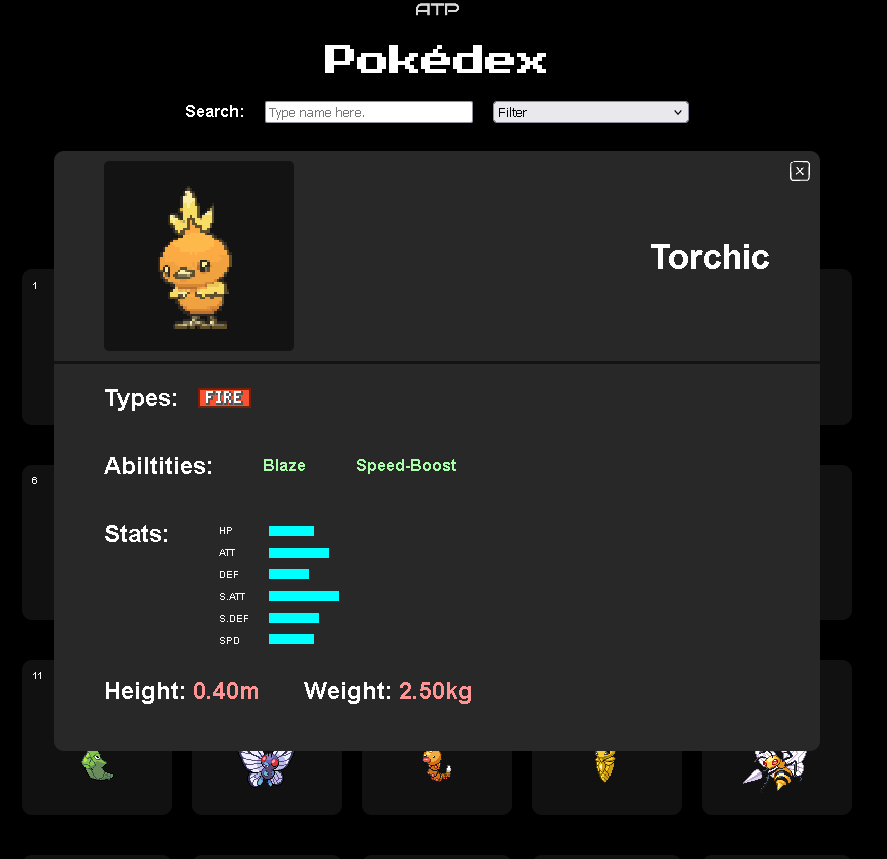 ATP
Pokédex
Search: Type name here. Filter
Torchic
1
Types: FIRE
Abiltities: Blaze Speed-Boost
6
Stats: HP
ATT
DEF
S.ATT
S.DEF
SPD
11
Height: 0.40m Weight: 2.50kg